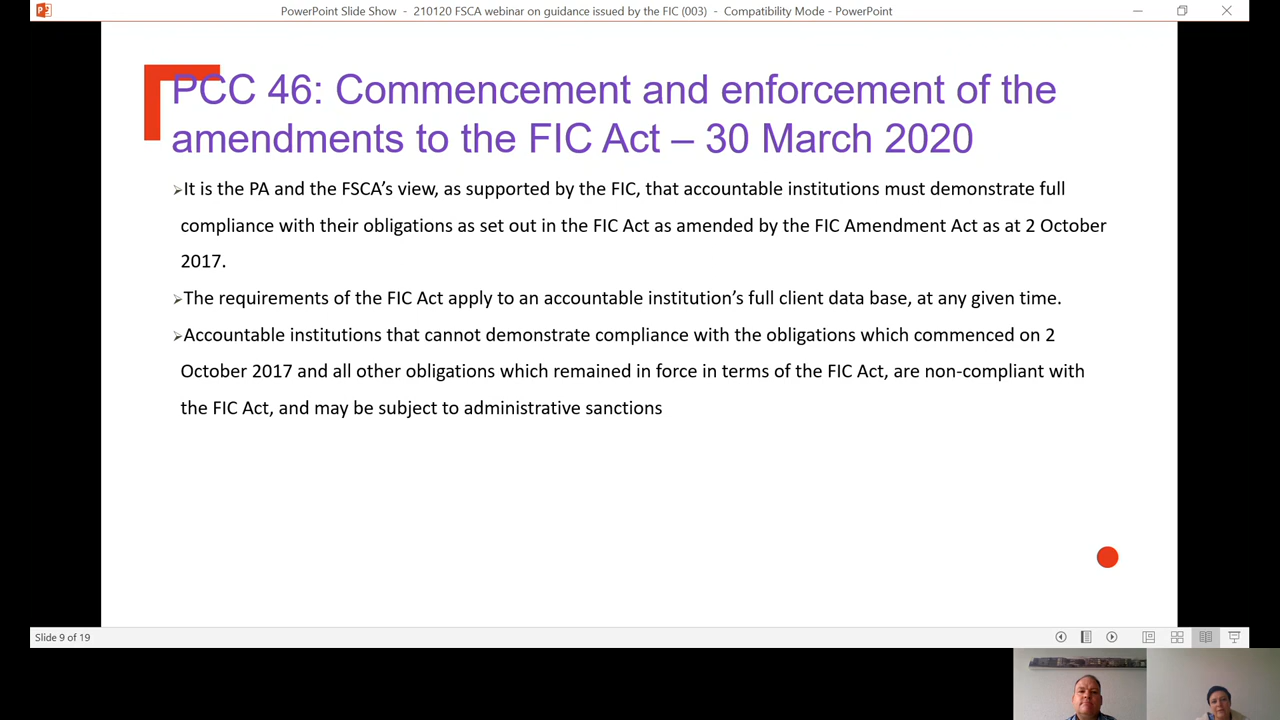 PowerPoint Slide Show - 210120 FSCA webinar on guidance issued by the FIC (003) - Compatibility Mode - PowerPoint
PCC 46: Commencement and enforcement of the
amendments to the FIC Act – 30 March 2020
➢It is the PA and the FSCA’s view, as supported by the FIC, that accountable institutions must demonstrate full
compliance with their obligations as set out in the FIC Act as amended by the FIC Amendment Act as at 2 October
2017.
➢The requirements of the FIC Act apply to an accountable institution’s full client data base, at any given time.
➢Accountable institutions that cannot demonstrate compliance with the obligations which commenced on 2
October 2017 and all other obligations which remained in force in terms of the FIC Act, are non-compliant with
the FIC Act, and may be subject to administrative sanctions
Slide 9 of 19